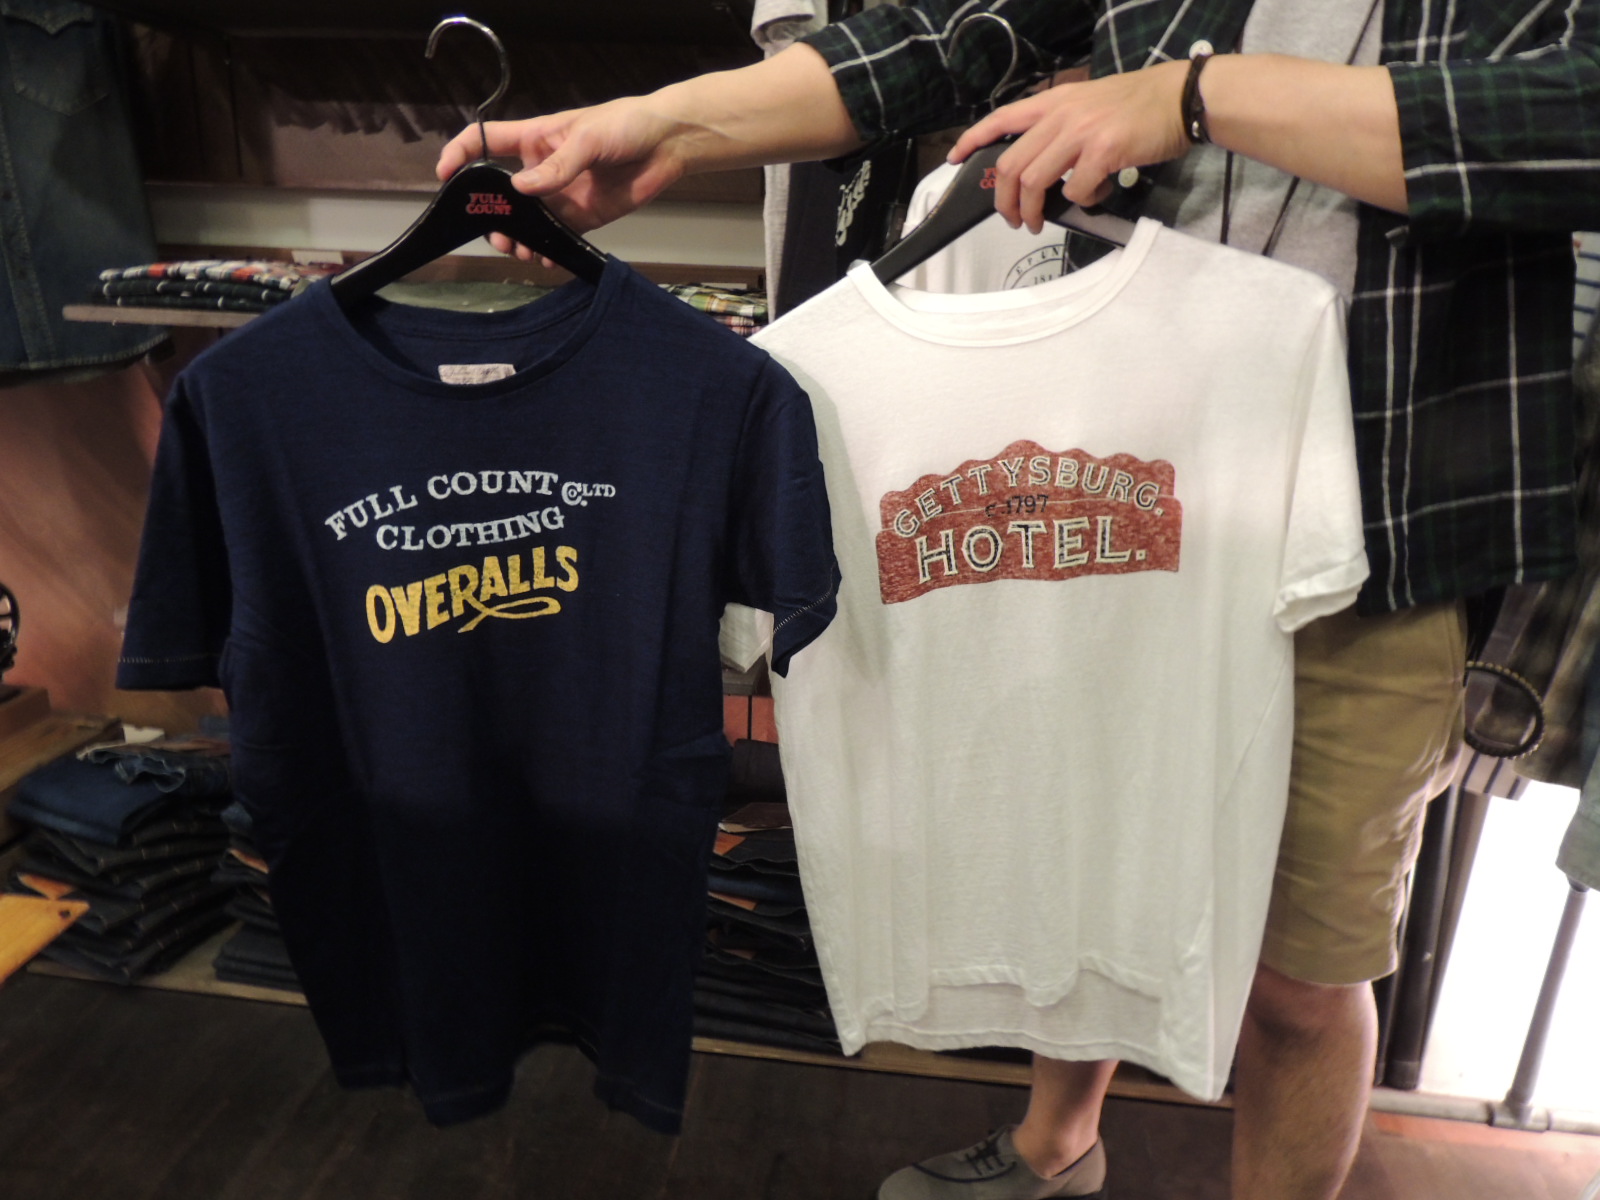 FULL
COUNT
FULL COUNT Co. LTD
CLOTHING
OVERALLS
GETTYSBURG.
c.1797
HOTEL.